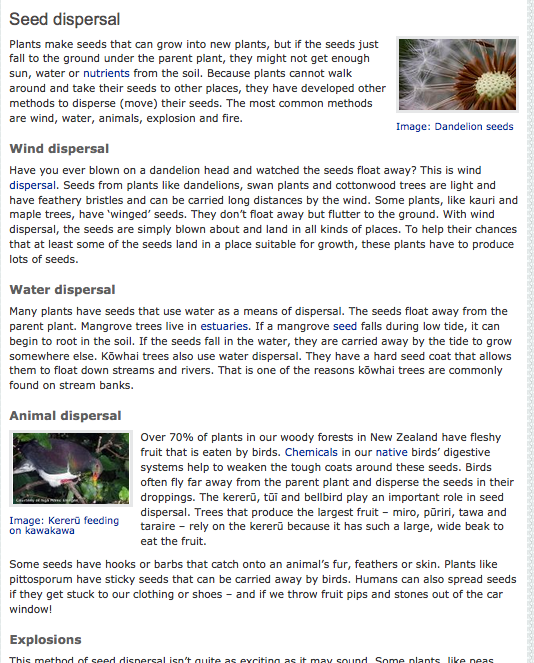 Seed dispersal
Plants make seeds that can grow into new plants, but if the seeds just
fall to the ground under the parent plant, they might not get enough
sun, water or nutrients from the soil. Because plants cannot walk
around and take their seeds to other places, they have developed other
methods to disperse (move) their seeds. The most common methods
are wind, water, animals, explosion and fire.
Image: Dandelion seeds
Wind dispersal
Have you ever blown on a dandelion head and watched the seeds float away? This is wind
dispersal. Seeds from plants like dandelions, swan plants and cottonwood trees are light and
have feathery bristles and can be carried long distances by the wind. Some plants, like kauri and
maple trees, have ‘winged’ seeds. They don’t float away but flutter to the ground. With wind
dispersal, the seeds are simply blown about and land in all kinds of places. To help their chances
that at least some of the seeds land in a place suitable for growth, these plants have to produce
lots of seeds.
Water dispersal
Many plants have seeds that use water as a means of dispersal. The seeds float away from the
parent plant. Mangrove trees live in estuaries. If a mangrove seed falls during low tide, it can
begin to root in the soil. If the seeds fall in the water, they are carried away by the tide to grow
somewhere else. Kōwhai trees also use water dispersal. They have a hard seed coat that allows
them to float down streams and rivers. That is one of the reasons kōwhai trees are commonly
found on stream banks.
Animal dispersal
Over 70% of plants in our woody forests in New Zealand have fleshy
fruit that is eaten by birds. Chemicals in our native birds’ digestive
systems help to weaken the tough coats around these seeds. Birds
often fly far away from the parent plant and disperse the seeds in their
droppings. The kererū, tūī and bellbird play an important role in seed
dispersal. Trees that produce the largest fruit – miro, pūriri, tawa and
taraire – rely on the kererū because it has such a large, wide beak to
eat the fruit.
Image: Kererū feeding
on kawakawa
Some seeds have hooks or barbs that catch onto an animal’s fur, feathers or skin. Plants like
pittosporum have sticky seeds that can be carried away by birds. Humans can also spread seeds
if they get stuck to our clothing or shoes – and if we throw fruit pips and stones out of the car
window!
Explosions
This method of seed dispersal isn’t quite as exciting as it may sound. Some plants, like peas